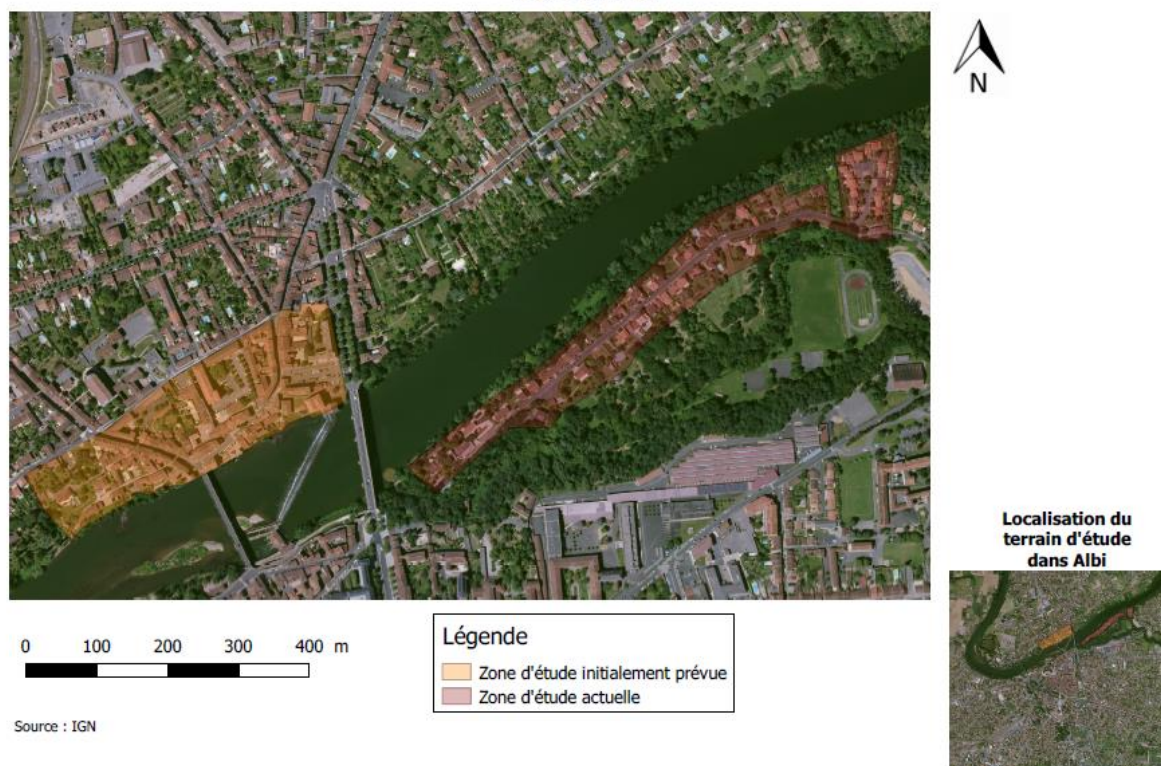 N
Localisation du
terrain d'étude
dans Albi
0 100 200 300 400 m
Légende
Zone d'étude initialement prévue
Zone d'étude actuelle
Source : IGN